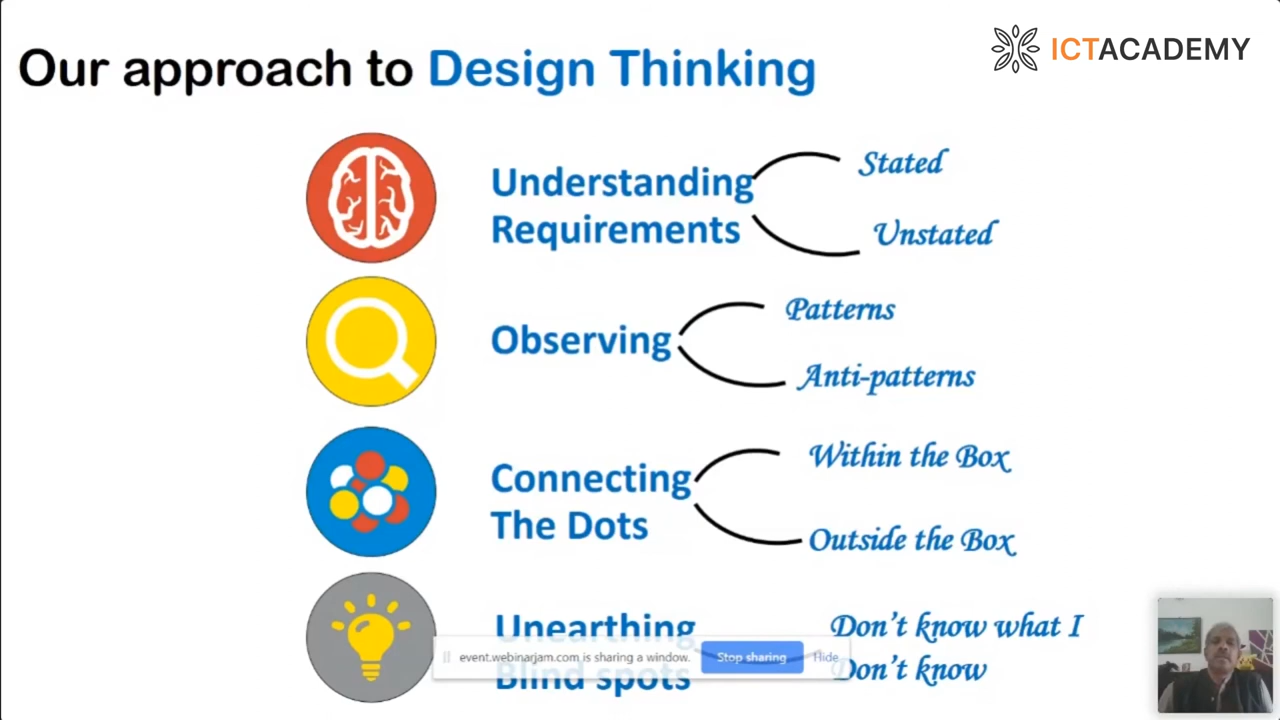 Our approach to Design Thinking
ICTACADEMY
Understanding
Requirements
Stated
Unstated
Observing
Patterns
Anti-patterns
Connecting
The Dots
Within the Box
Outside the Box
Unearthing
Blind spots
Don't know what I
Don't know
event.webinarjam.com is sharing a window.
Stop sharing
Hide